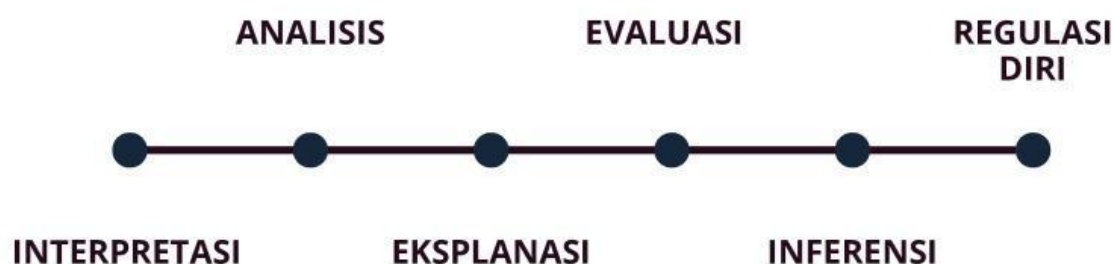 ANALISIS
EVALUASI
REGULASI
DIRI
INTERPRETASI
EKSPLANASI
INFERENSI